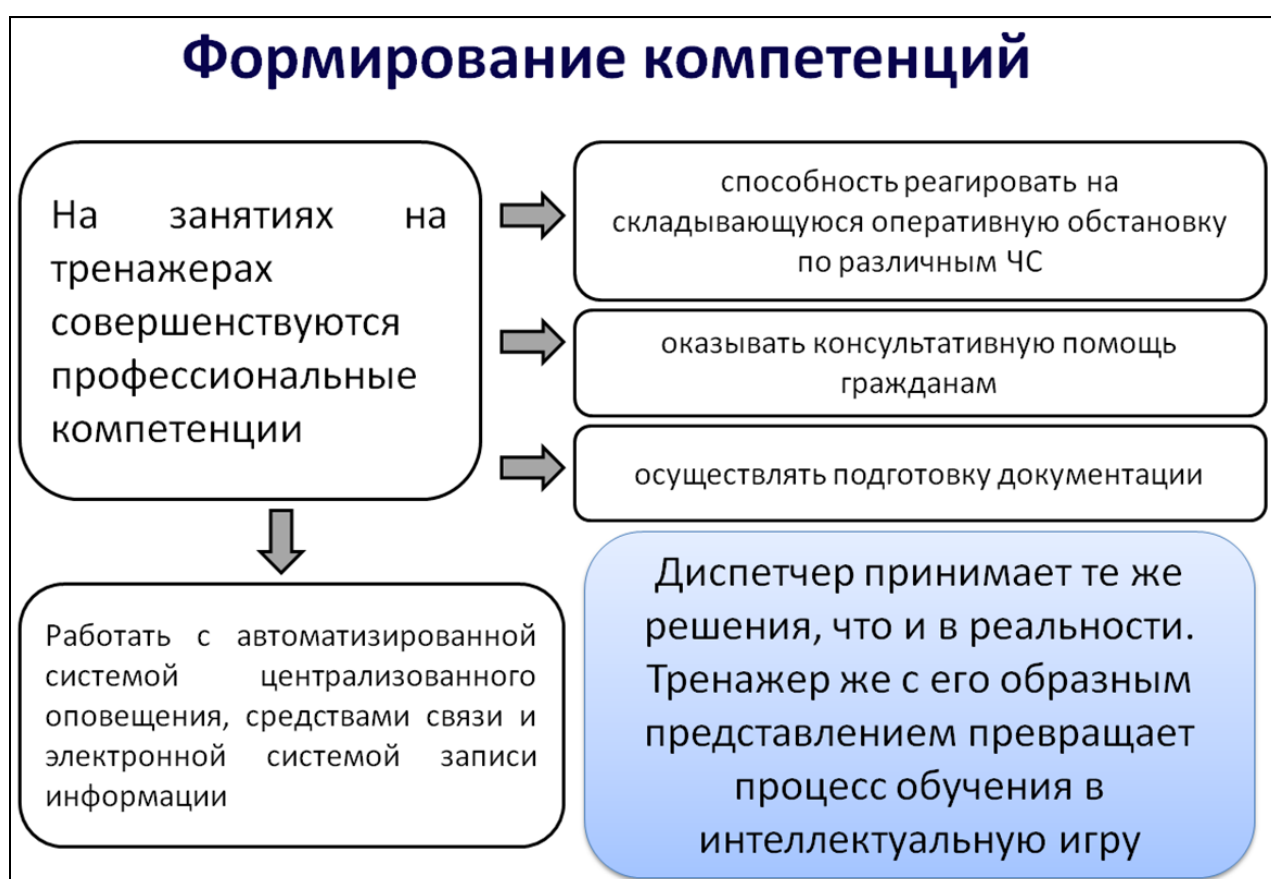 Формирование компетенций
На занятиях на
тренажерах
совершенствуются
профессиональные
компетенции
способность реагировать на
складывающуюся оперативную обстановку
по различным ЧС
оказывать консультативную помощь
гражданам
осуществлять подготовку документации
Работать с автоматизированной
системой централизованного
оповещения, средствами связи и
электронной системой записи
информации
Диспетчер принимает те же
решения, что и в реальности.
Тренажер же с его образным
представлением превращает
процесс обучения в
интеллектуальную игру